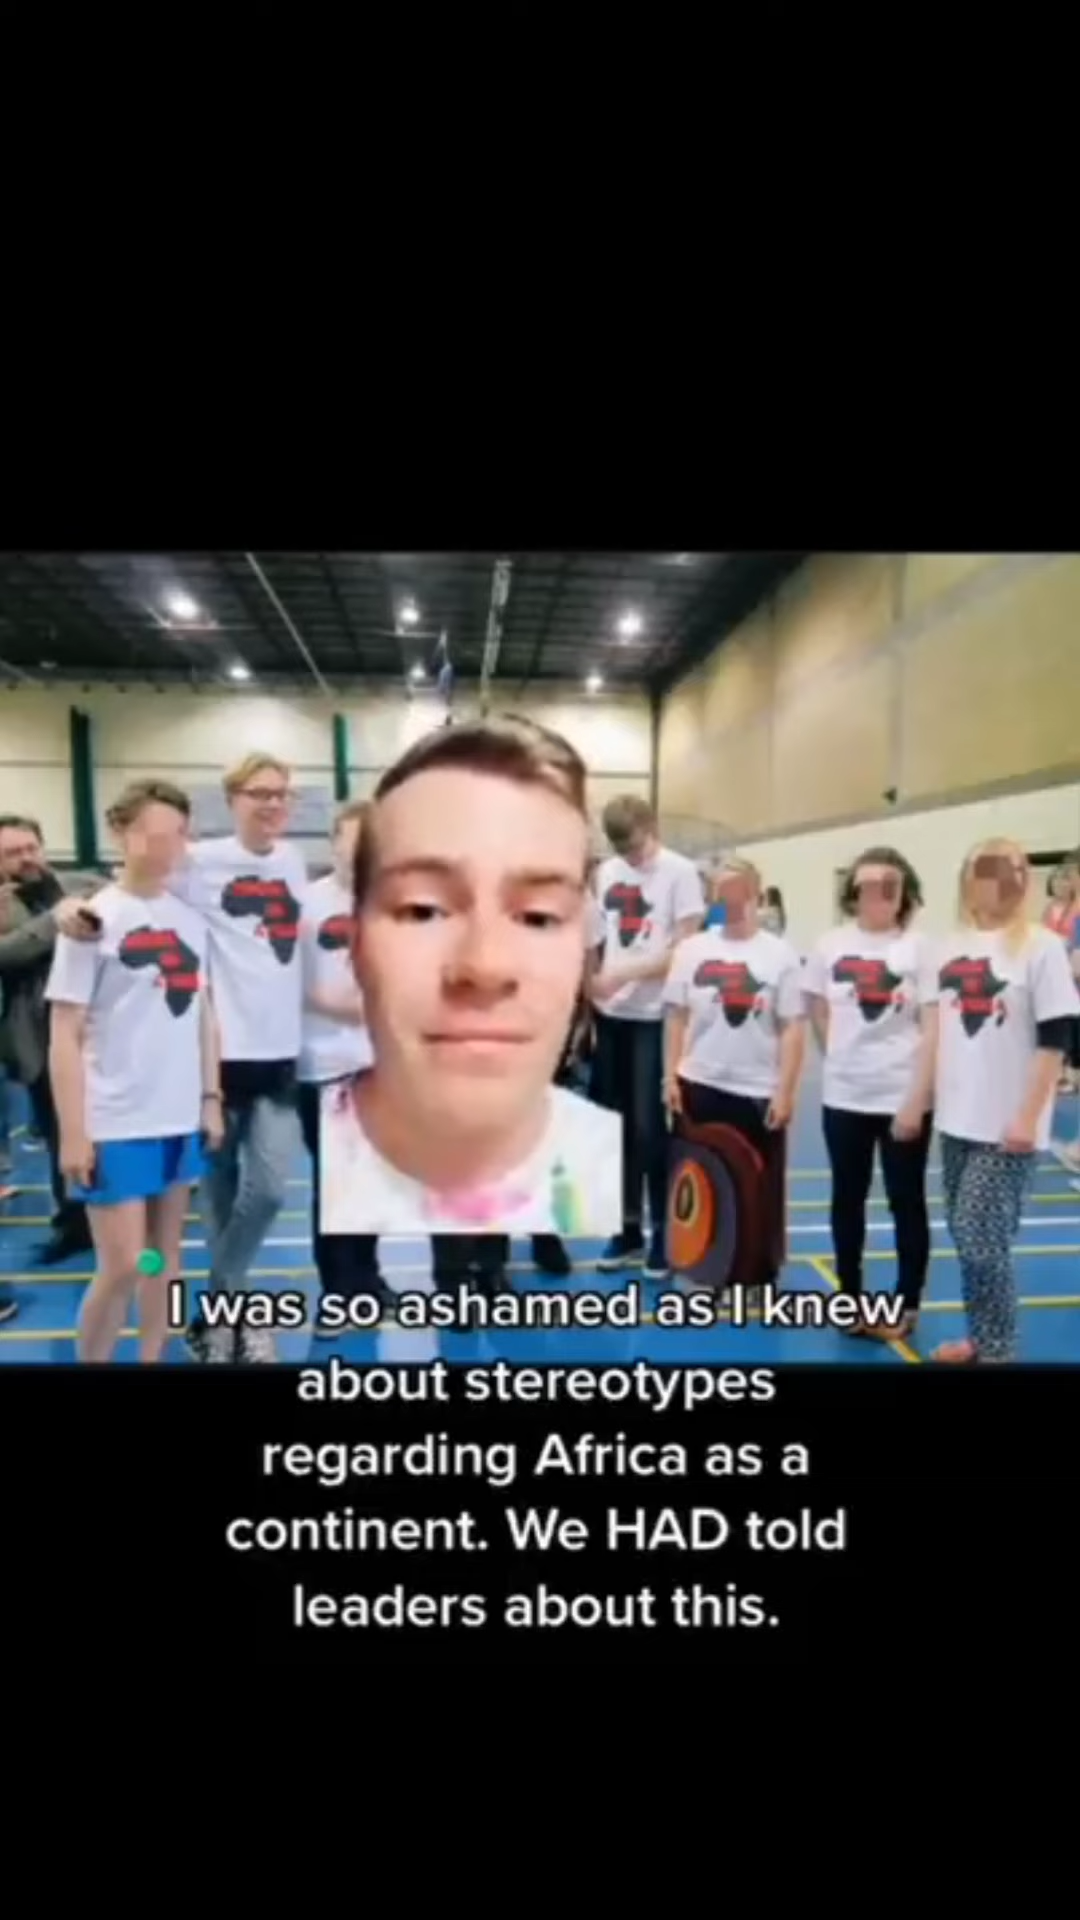 I was so ashamed as I knew
about stereotypes
regarding Africa as a
continent. We HAD told
leaders about this.